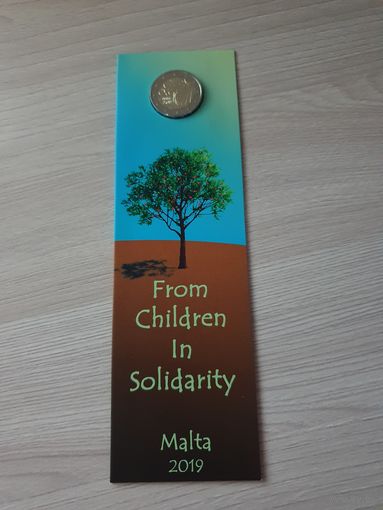 From
Children
In
Solidarity
Malta
2019